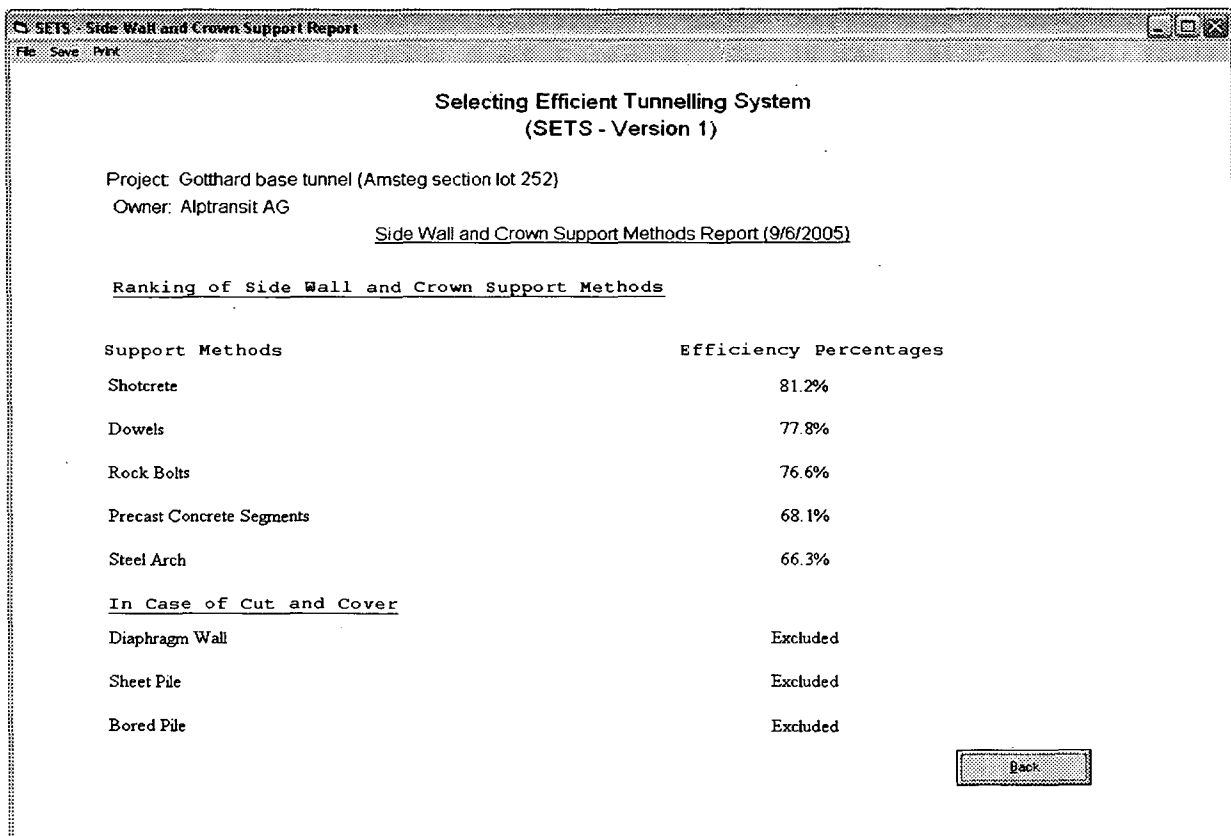 SETS - Side Wall and Crown Support Report
File Save Print
Selecting Efficient Tunnelling System
(SETS - Version 1)
Project: Gotthard base tunnel (Amsteg section lot 252)
Owner: Alptransit AG
Side Wall and Crown Support Methods Report (9/6/2005)
Ranking of Side Wall and Crown Support Methods
Support Methods Efficiency Percentages
Shotcrete 81.2%
Dowels 77.8%
Rock Bolts 76.6%
Precast Concrete Segments 68.1%
Steel Arch 66.3%
In Case of Cut and Cover
Diaphragm Wall Excluded
Sheet Pile Excluded
Bored Pile Excluded
Back